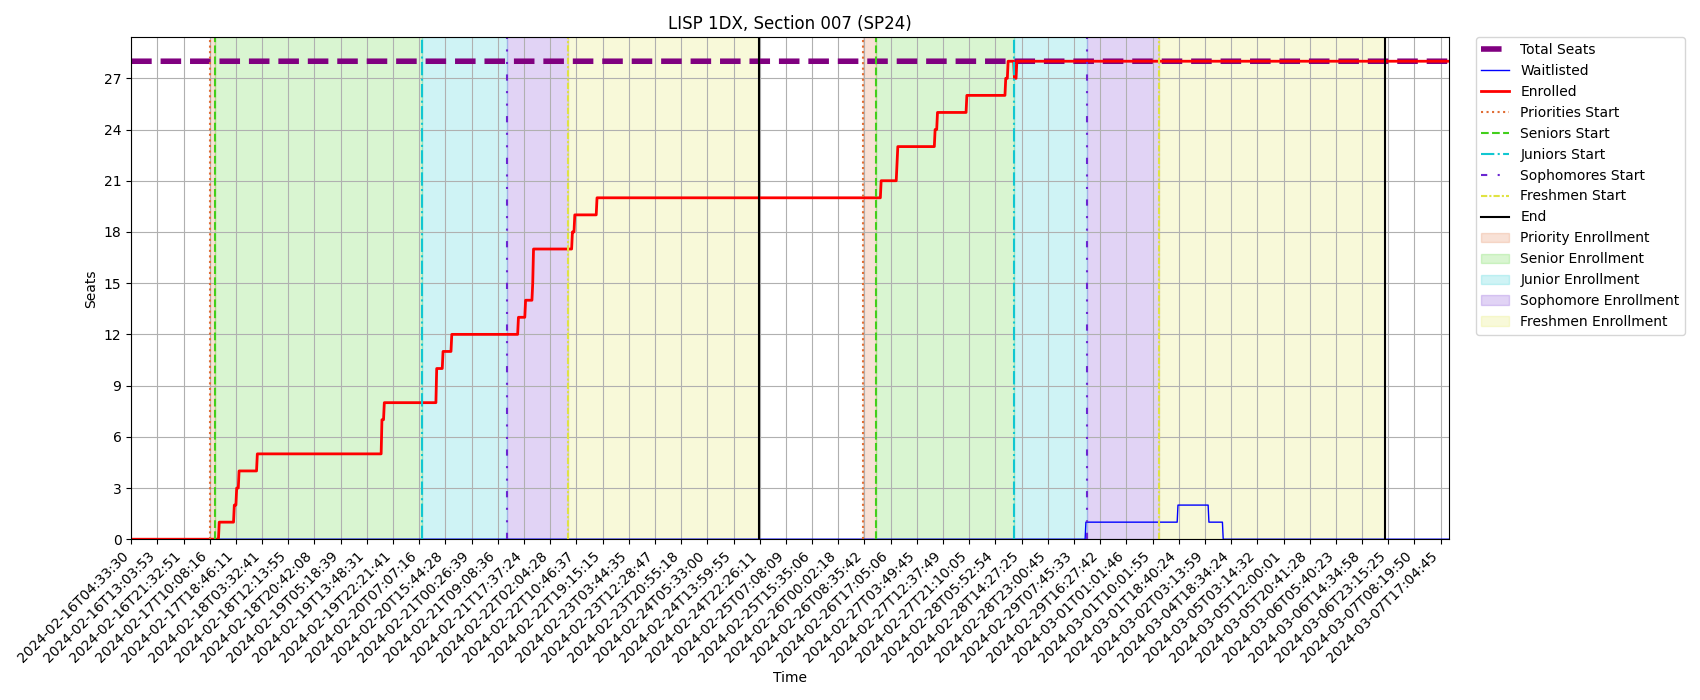 LISP 1DX, Section 007 (SP24)
Seats
27
24
21
18
15
12
9
6
3
0
2024-02-16T04:33:30
2024-02-16T13:03:53
2024-02-16T21:32:51
2024-02-17T10:08:16
2024-02-17T18:46:11
2024-02-18T03:32:41
2024-02-18T12:13:55
2024-02-18T20:42:08
2024-02-19T05:18:39
2024-02-19T13:48:31
2024-02-19T22:21:41
2024-02-20T07:07:16
2024-02-20T15:44:28
2024-02-21T00:26:39
2024-02-21T09:08:36
2024-02-21T17:37:24
2024-02-22T02:04:28
2024-02-22T10:46:37
2024-02-22T19:15:15
2024-02-23T03:44:35
2024-02-23T12:28:47
2024-02-23T20:55:18
2024-02-24T05:33:00
2024-02-24T13:59:55
2024-02-24T22:26:11
2024-02-25T07:08:09
2024-02-25T15:35:06
2024-02-26T00:02:18
2024-02-26T08:35:42
2024-02-26T17:05:06
2024-02-27T03:49:45
2024-02-27T12:37:49
2024-02-27T21:10:05
2024-02-28T05:52:54
2024-02-28T14:27:25
2024-02-28T23:00:45
2024-02-29T07:45:33
2024-02-29T16:27:42
2024-03-01T01:01:46
2024-03-01T10:01:55
2024-03-01T18:40:24
2024-03-02T03:13:59
2024-03-04T18:34:24
2024-03-05T03:14:32
2024-03-05T12:00:01
2024-03-05T20:41:28
2024-03-06T05:40:23
2024-03-06T14:34:58
2024-03-06T23:15:25
2024-03-07T08:19:50
2024-03-07T17:04:45
Time
Total Seats
Waitlisted
Enrolled
Priorities Start
Seniors Start
Juniors Start
Sophomores Start
Freshmen Start
End
Priority Enrollment
Senior Enrollment
Junior Enrollment
Sophomore Enrollment
Freshmen Enrollment